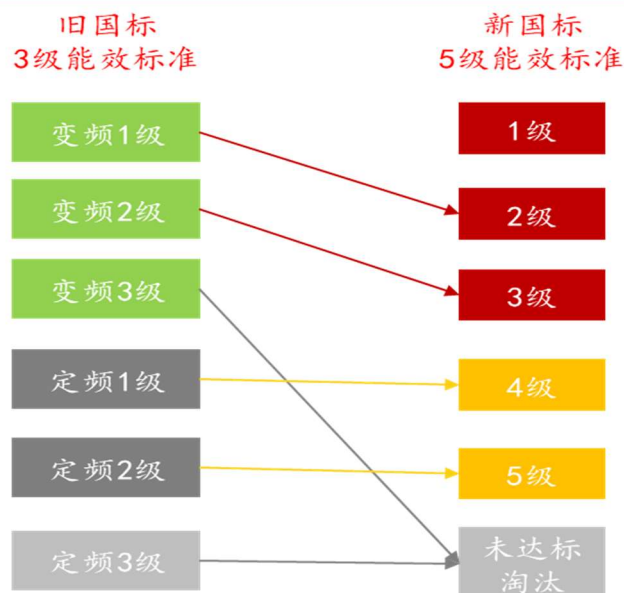 旧国标
3级能效标准
新国标
5级能效标准
变频1级
1级
变频2级
2级
变频3级
3级
定频1级
4级
定频2级
5级
定频3级
未达标
淘汰